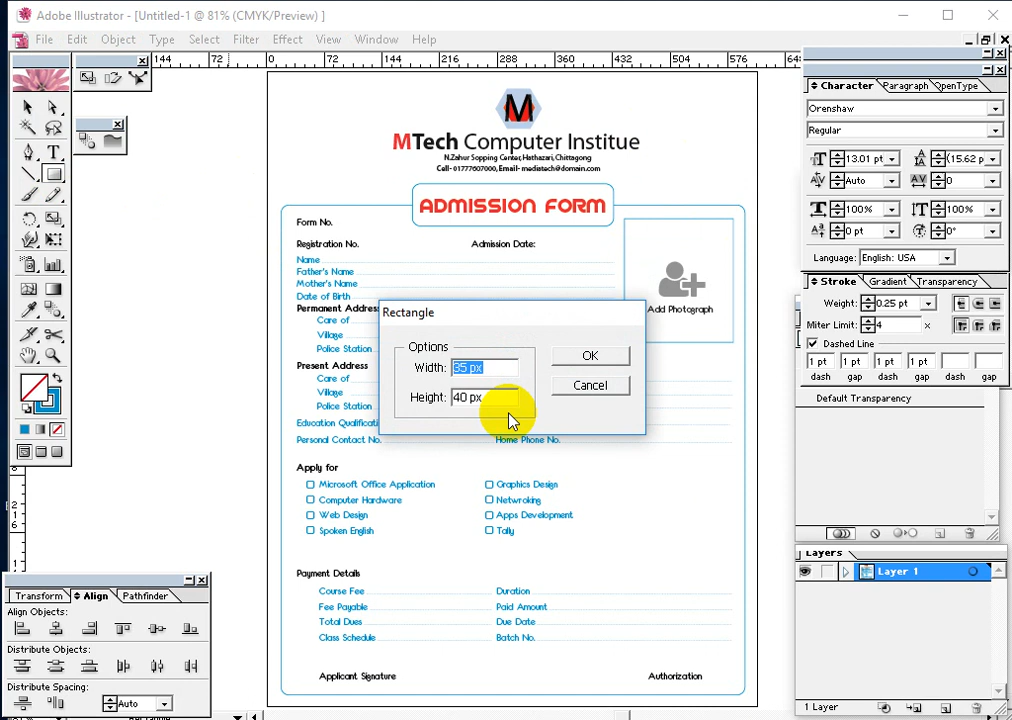 Adobe Illustrator - [Untitled-1 @ 81% (CMYK/Preview) ]
File Edit Object Type Select Filter Effect View Window Help
144 72 0 72 144 216 288 360 432 504 576
M
MTech Computer Institue
N.Zahur Sopping Center, Hathazari, Chittagong
Cell- 01777607000, Email- medistech@domain.com
ADMISSION FORM
Form No.
Registration No. Admission Date:
Name
Father's Name
Mother's Name
Date of Birth
Add Photograph
Care of
Village
Police Station
Present Address
Care of
Village
Police Station
Personal Contact No. Home Phone No.
Apply for
Microsoft Office Application Graphics Design
Computer Hardware Netwroking
Web Design Apps Development
Spoken English Tally
Payment Details
Course Fee Duration
Fee Payable Paid Amount
Total Dues Due Date
Class Schedule Batch No.
Applicant Signature Authorization
Rectangle
Options
Width: 35 px
Height: 40 px
OK
Cancel
Character Paragraph OpenType
Orenshaw
Regular
13.01 pt (15.62 p
Auto 0
100% 100%
0 pt 0°
Language: English: USA
Stroke Gradient Transparency
Weight: 0.25 pt
Miter Limit: 4 x
Dashed Line
1 pt 1 pt 1 pt 1 pt
dash gap dash gap dash gap
Default Transparency
Layers
Layer 1
1 Layer
Transform Align Pathfinder
Align Objects:
Distribute Objects:
Distribute Spacing:
Auto